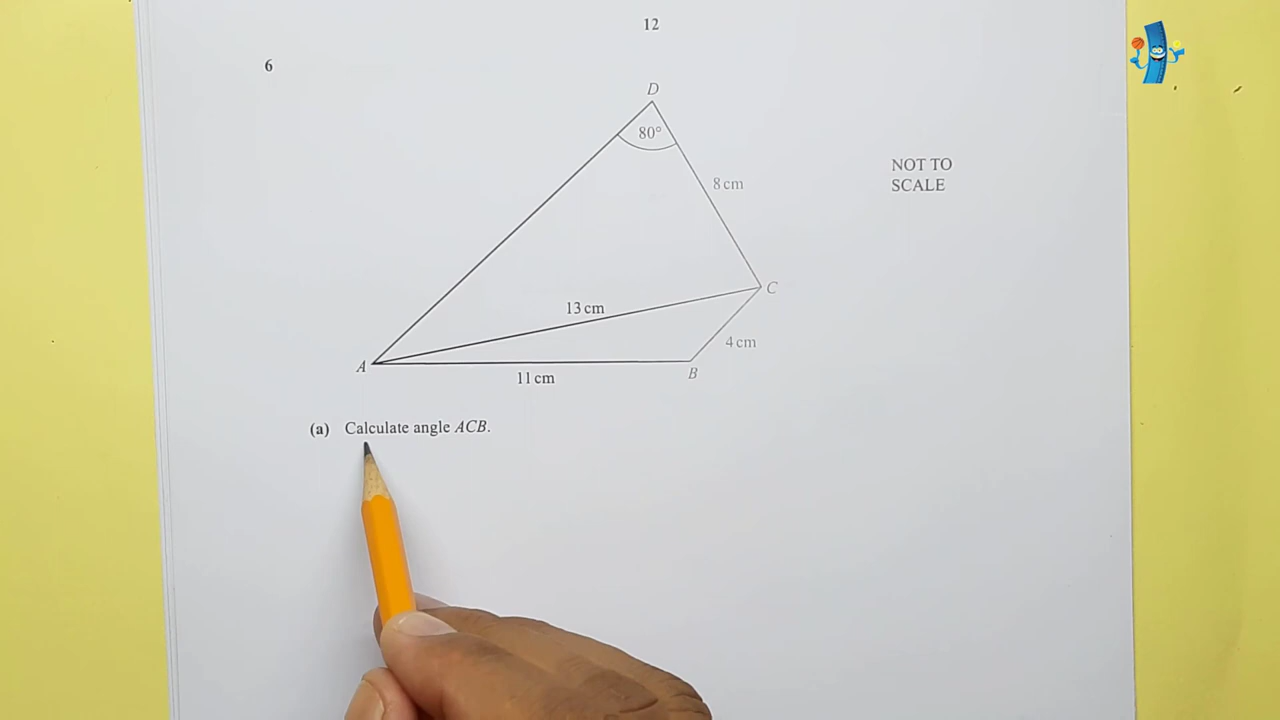 12
6
D
80°
8 cm
NOT TO
SCALE
C
13 cm
4 cm
A
B
11 cm
(a) Calculate angle ACB.